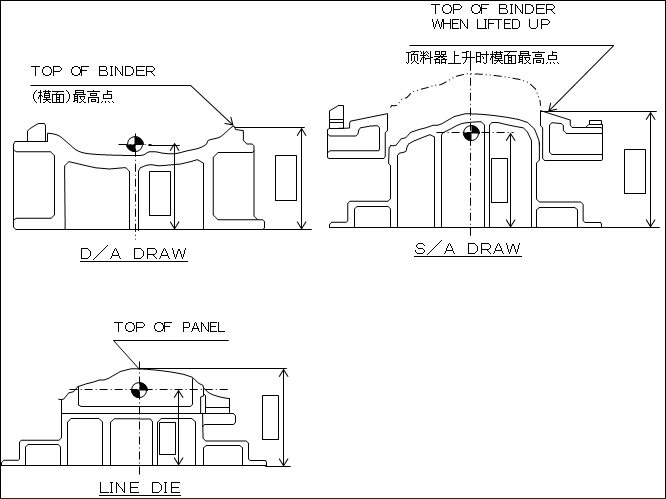 TOP OF BINDER
WHEN LIFTED UP
顶料器上升时模面最高点
TOP OF BINDER
(模面)最高点
D/A DRAW
S/A DRAW
TOP OF PANEL
LINE DIE